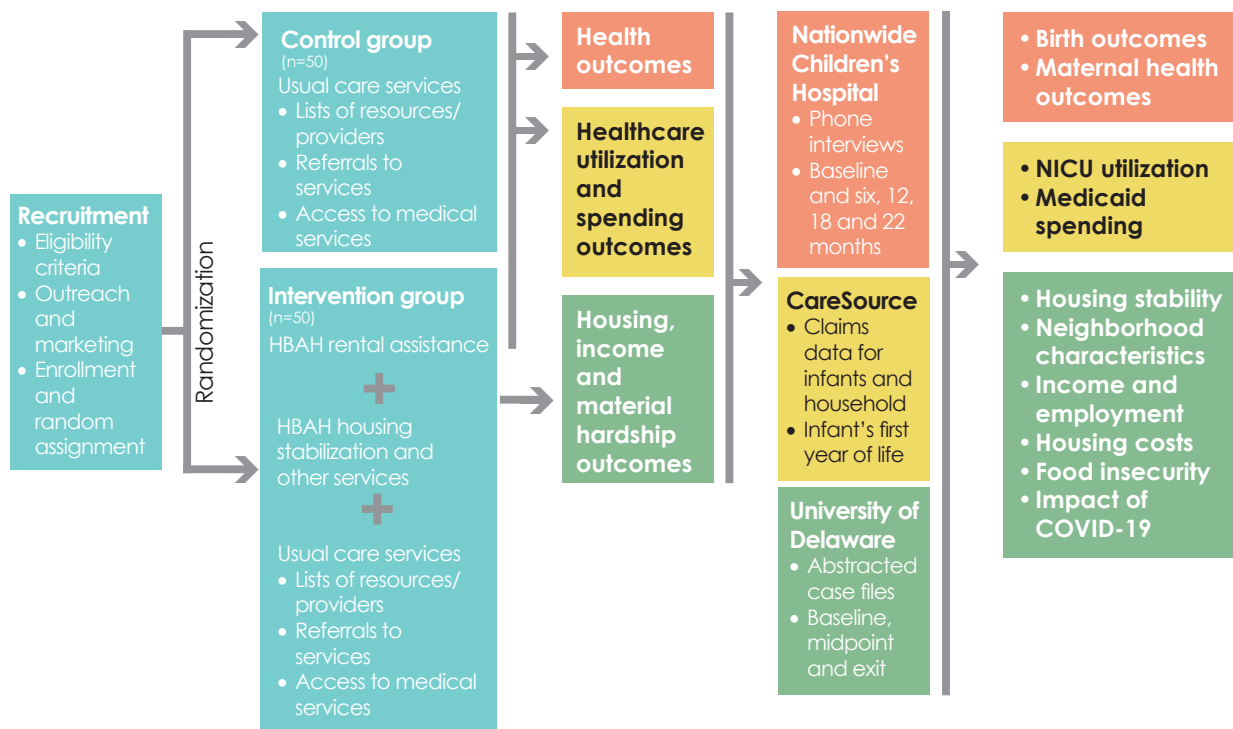 Recruitment
• Eligibility
criteria
• Outreach
and
marketing
• Enrollment
and
random
assignment
Randomization
Control group
(n=50)
Usual care services
• Lists of resources/
providers
• Referrals to
services
• Access to medical
services
Intervention group
(n=50)
HBAH rental assistance
+
HBAH housing
stabilization and
other services
+
Usual care services
• Lists of resources/
providers
• Referrals to
services
• Access to medical
services
Health
outcomes
Healthcare
utilization
and
spending
outcomes
Housing,
income
and
material
hardship
outcomes
Nationwide
Children’s
Hospital
• Phone
interviews
• Baseline
and six, 12,
18 and 22
months
CareSource
• Claims
data for
infants and
household
• Infant’s first
year of life
University of
Delaware
• Abstracted
case files
• Baseline,
midpoint
and exit
• Birth outcomes
• Maternal health
outcomes
• NICU utilization
• Medicaid
spending
• Housing stability
• Neighborhood
characteristics
• Income and
employment
• Housing costs
• Food insecurity
• Impact of
COVID-19